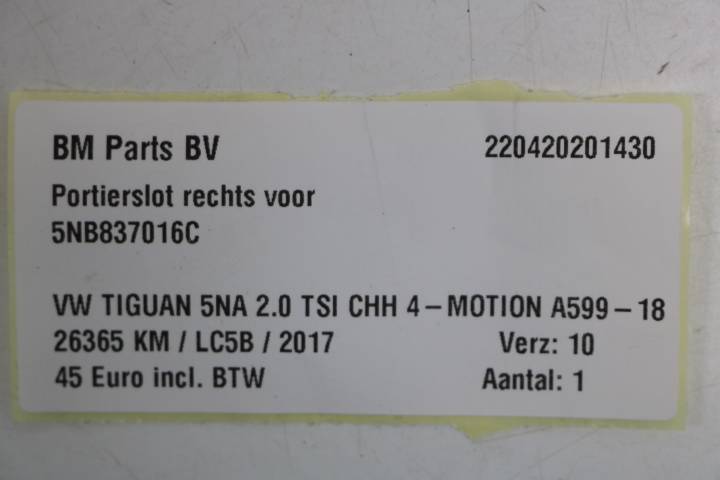 BM Parts BV 220420201430
Portierslot rechts voor
5NB837016C
VW TIGUAN 5NA 2.0 TSI CHH 4-MOTION A599-18
26365 KM / LC5B / 2017 Verz: 10
45 Euro incl. BTW Aantal: 1